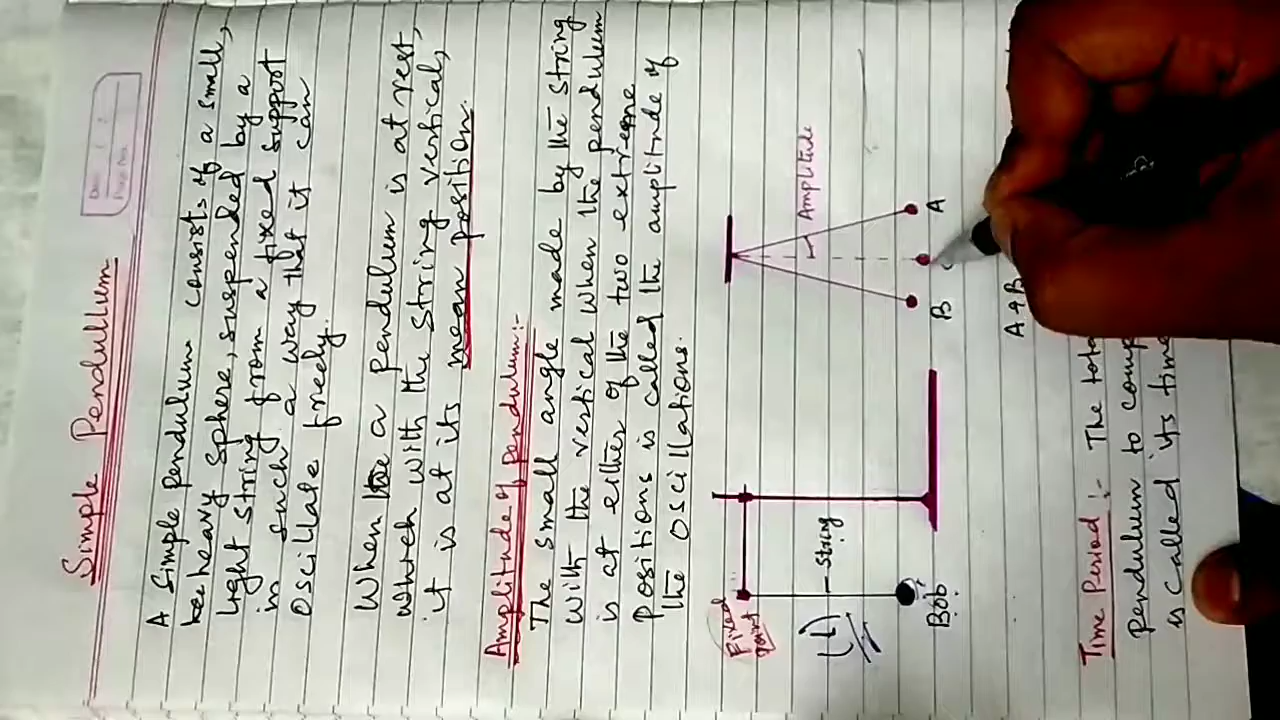 Simple Pendullum
Date
Page No.
A Simple pendulum consists of a small,
heavy sphere, suspended by a
light string from a fixed support
in such a way that it can
oscillate freely.
When a pendulum is at rest,
with the string vertical,
it is at its mean position.
Amplitude of pendulum:-
The small angle made by the string
with the vertical when the pendulum
is at either of the two extreme
positions is called the amplitude of
the oscillations.
Fixed
point
String
(L)
Bob
Amplitude
B
A
A & B
Time Period :- The tota
pendulum to comp
is called its time